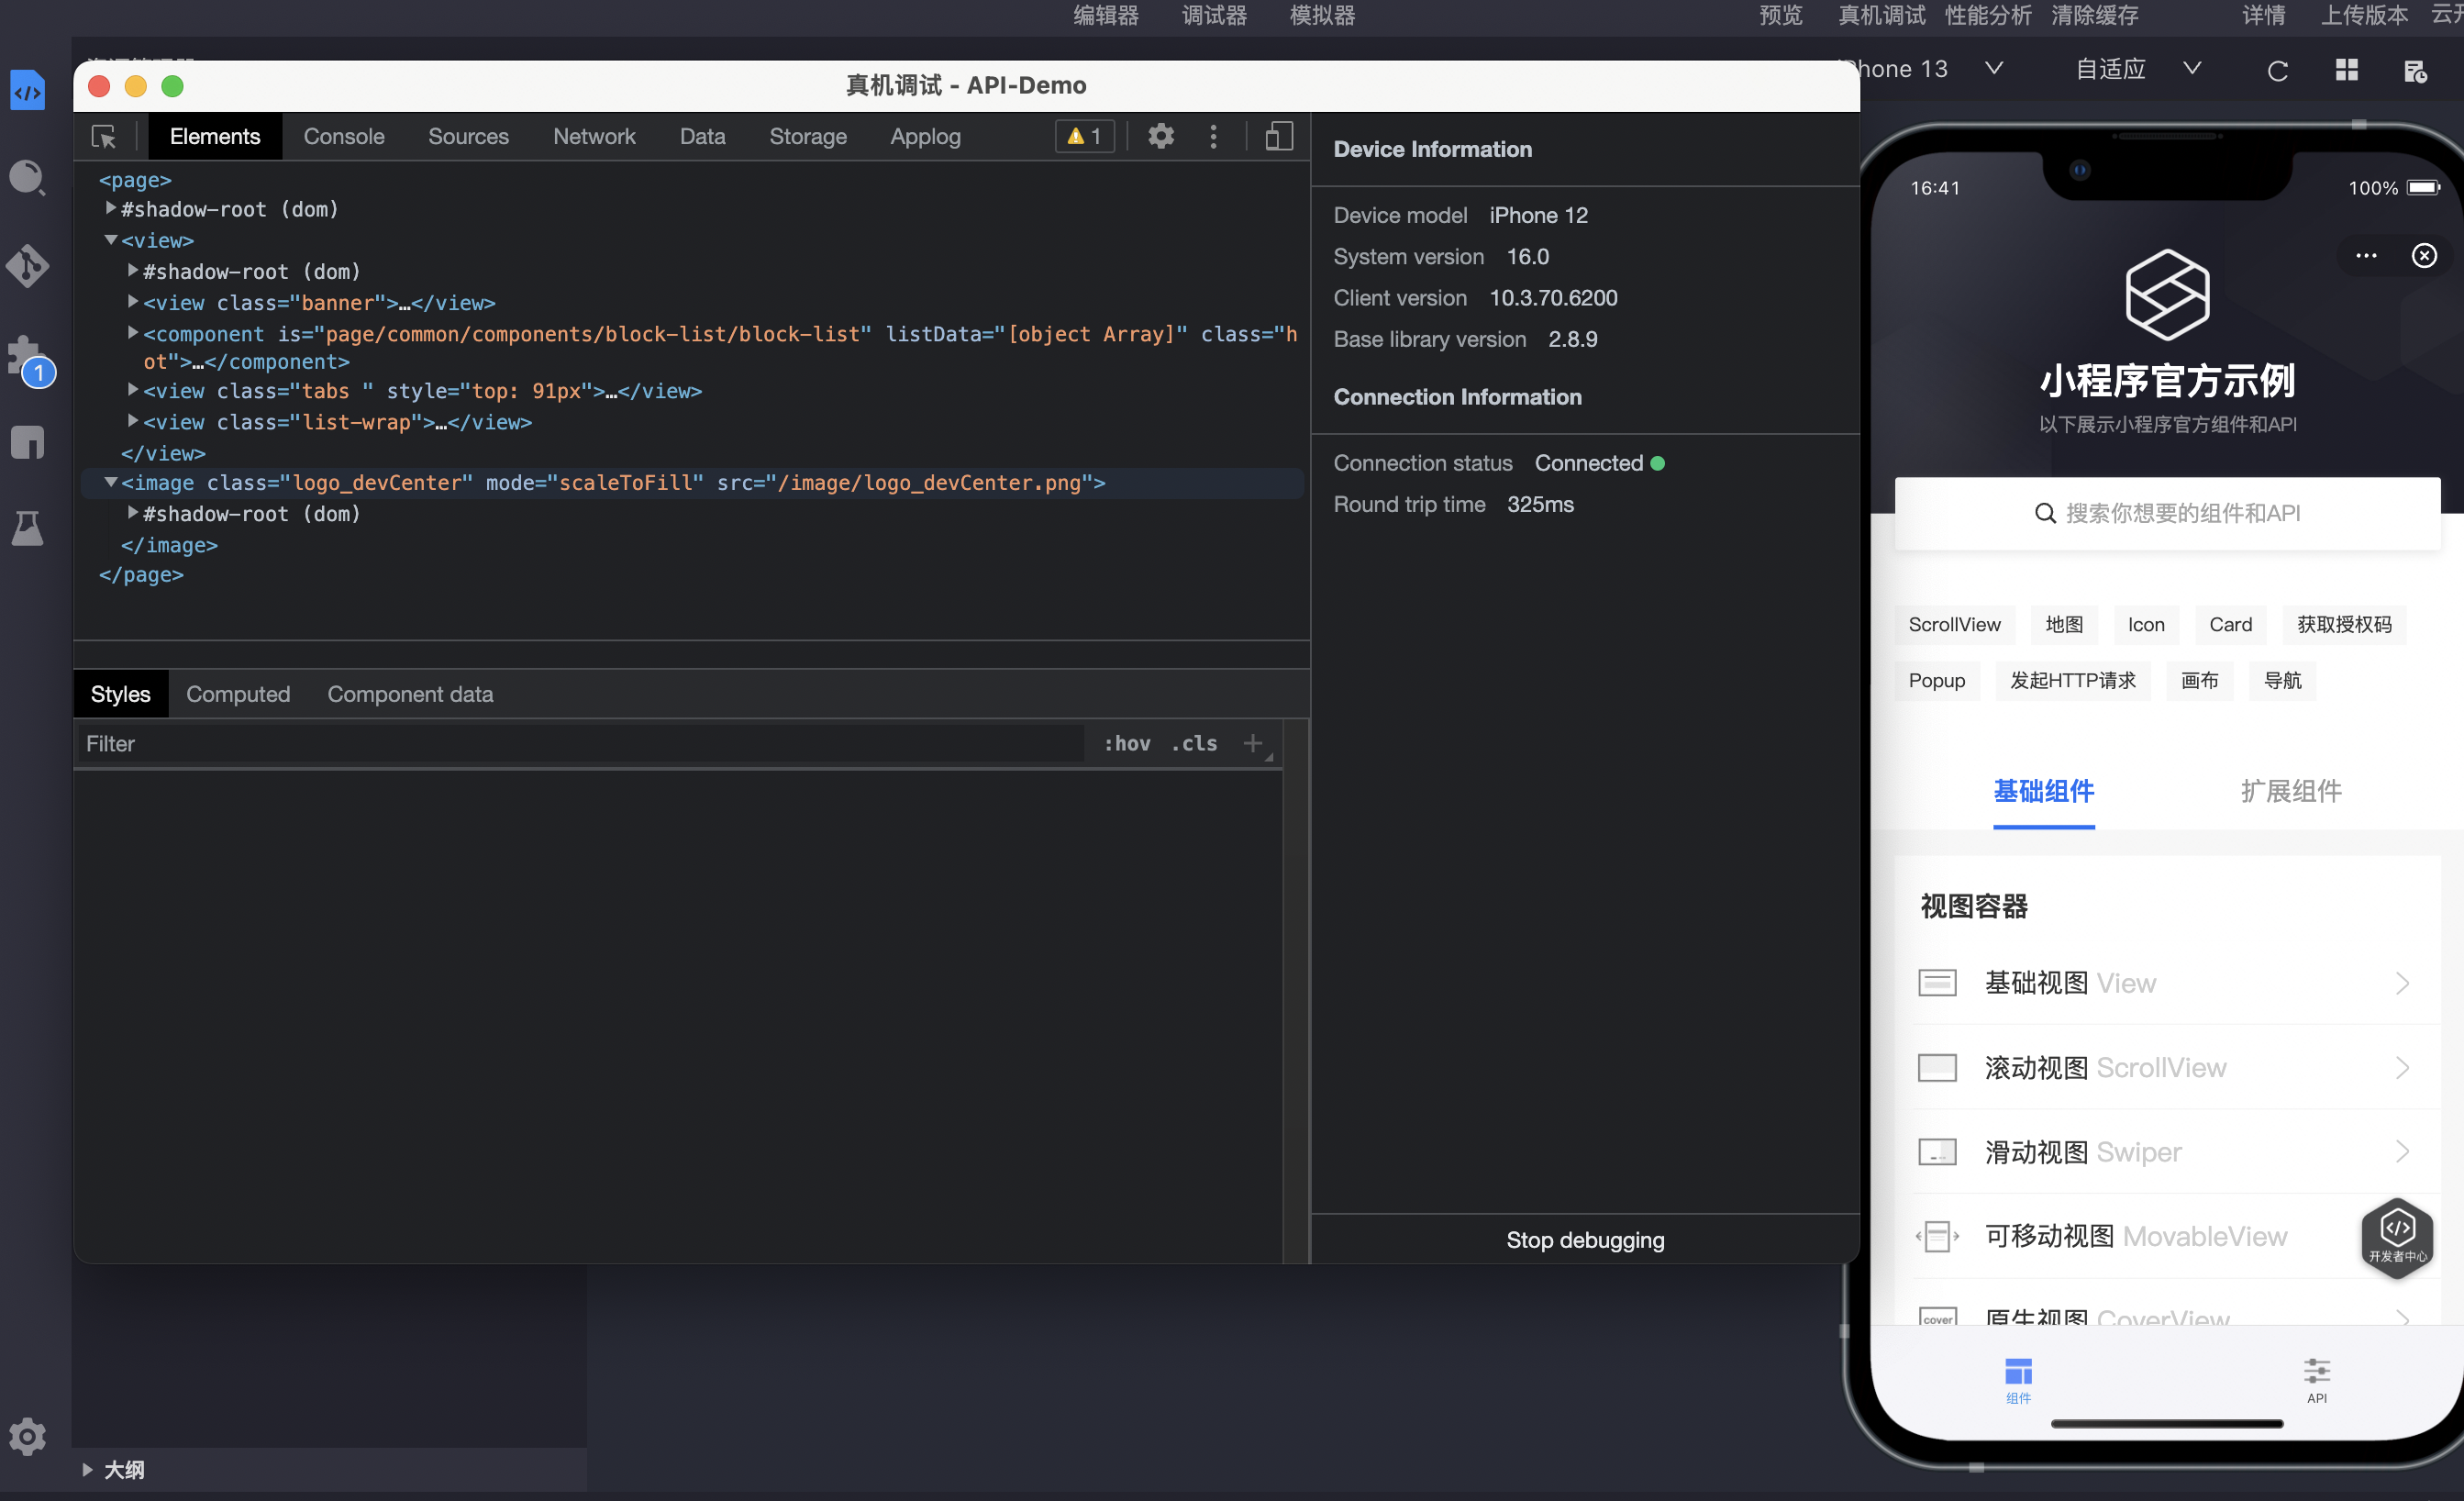 编辑器 调试器 模拟器 预览 真机调试 性能分析 清除缓存 详情 上传版本
hone 13 自适应
真机调试 - API-Demo
Elements Console Sources Network Data Storage Applog 1
<page>
#shadow-root (dom)
<view>
#shadow-root (dom)
<view class="banner">…</view>
<component is="page/common/components/block-list/block-list" listData="[object Array]" class="h
ot">…</component>
<view class="tabs " style="top: 91px">…</view>
<view class="list-wrap">…</view>
</view>
<image class="logo_devCenter" mode="scaleToFill" src="/image/logo_devCenter.png">
#shadow-root (dom)
</image>
</page>
Styles Computed Component data
Filter :hov .cls
Device Information
Device model iPhone 12
System version 16.0
Client version 10.3.70.6200
Base library version 2.8.9
Connection Information
Connection status Connected
Round trip time 325ms
Stop debugging
1
大纲
16:41 100%
小程序官方示例
以下展示小程序官方组件和API
搜索你想要的组件和API
ScrollView 地图 Icon Card 获取授权码
Popup 发起HTTP请求 画布 导航
基础组件 扩展组件
视图容器
基础视图 View
滚动视图 ScrollView
滑动视图 Swiper
可移动视图 MovableView
开发者中心
cover 原生视图 CoverView
组件 API